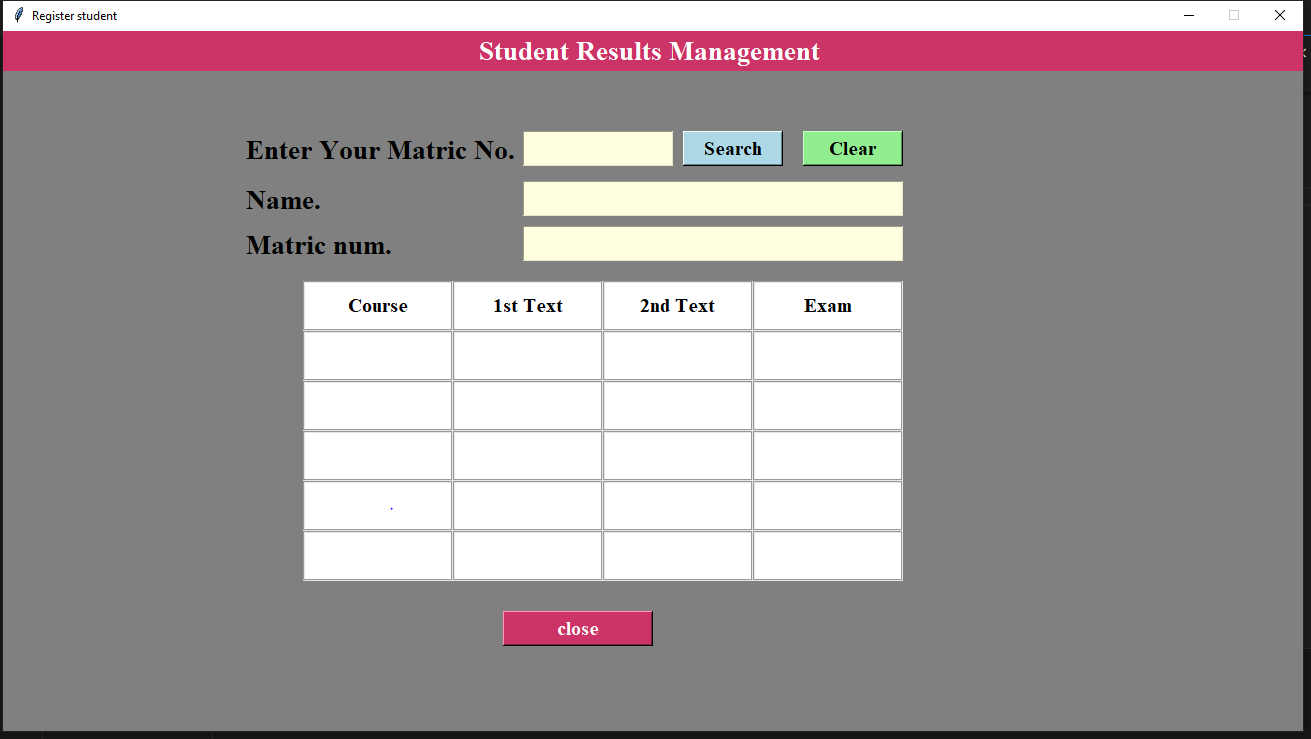 Register student
Student Results Management
Enter Your Matric No. Search Clear
Name.
Matric num.
Course 1st Text 2nd Text Exam
close